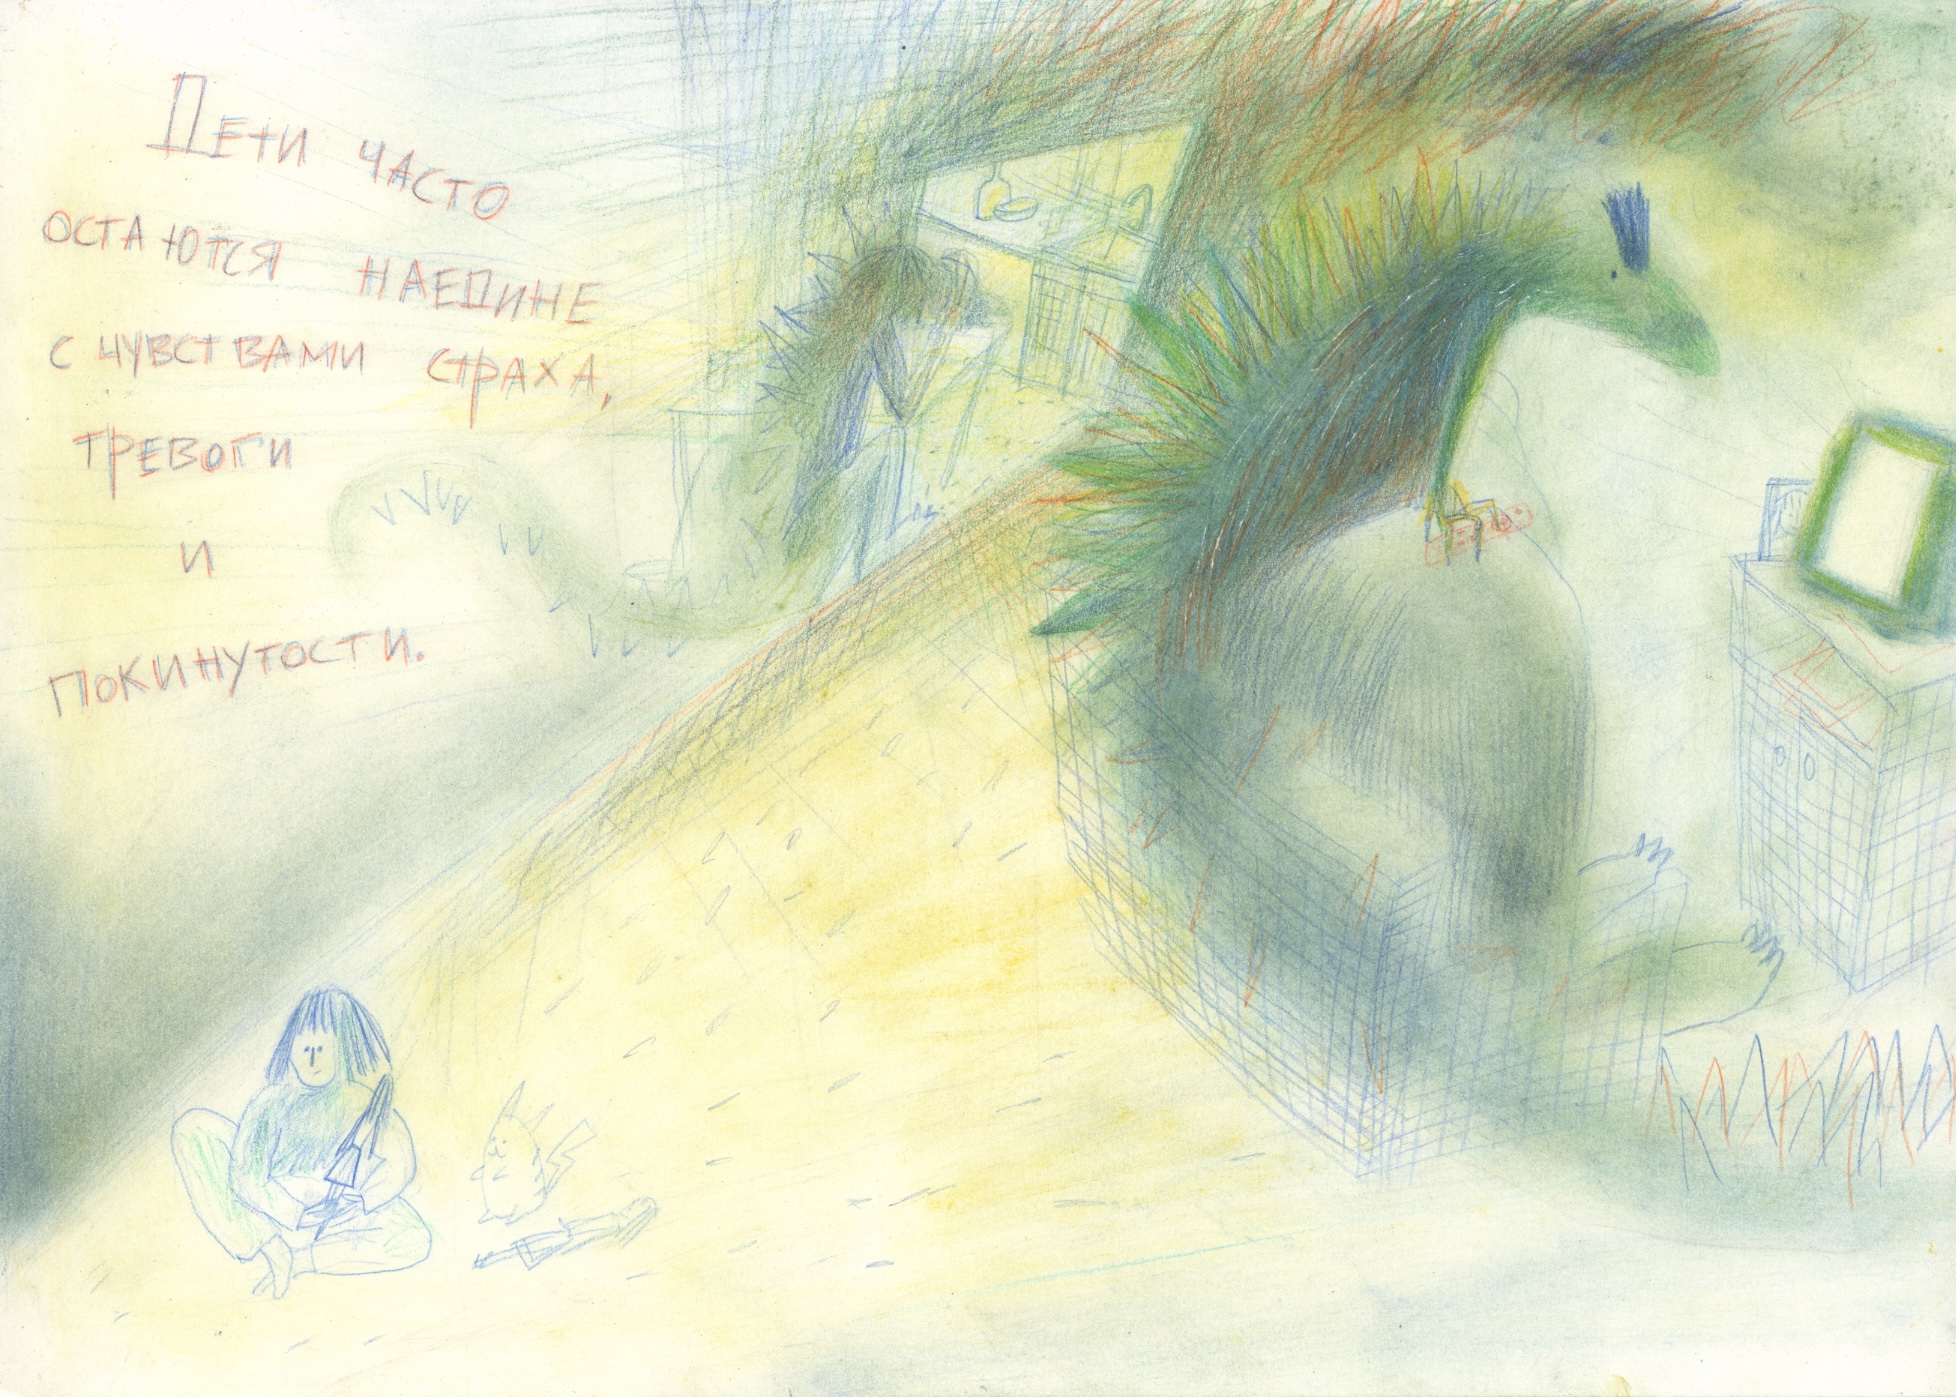 Дети часто
остаются наедине
с чувствами страха,
тревоги
и
покинутости.